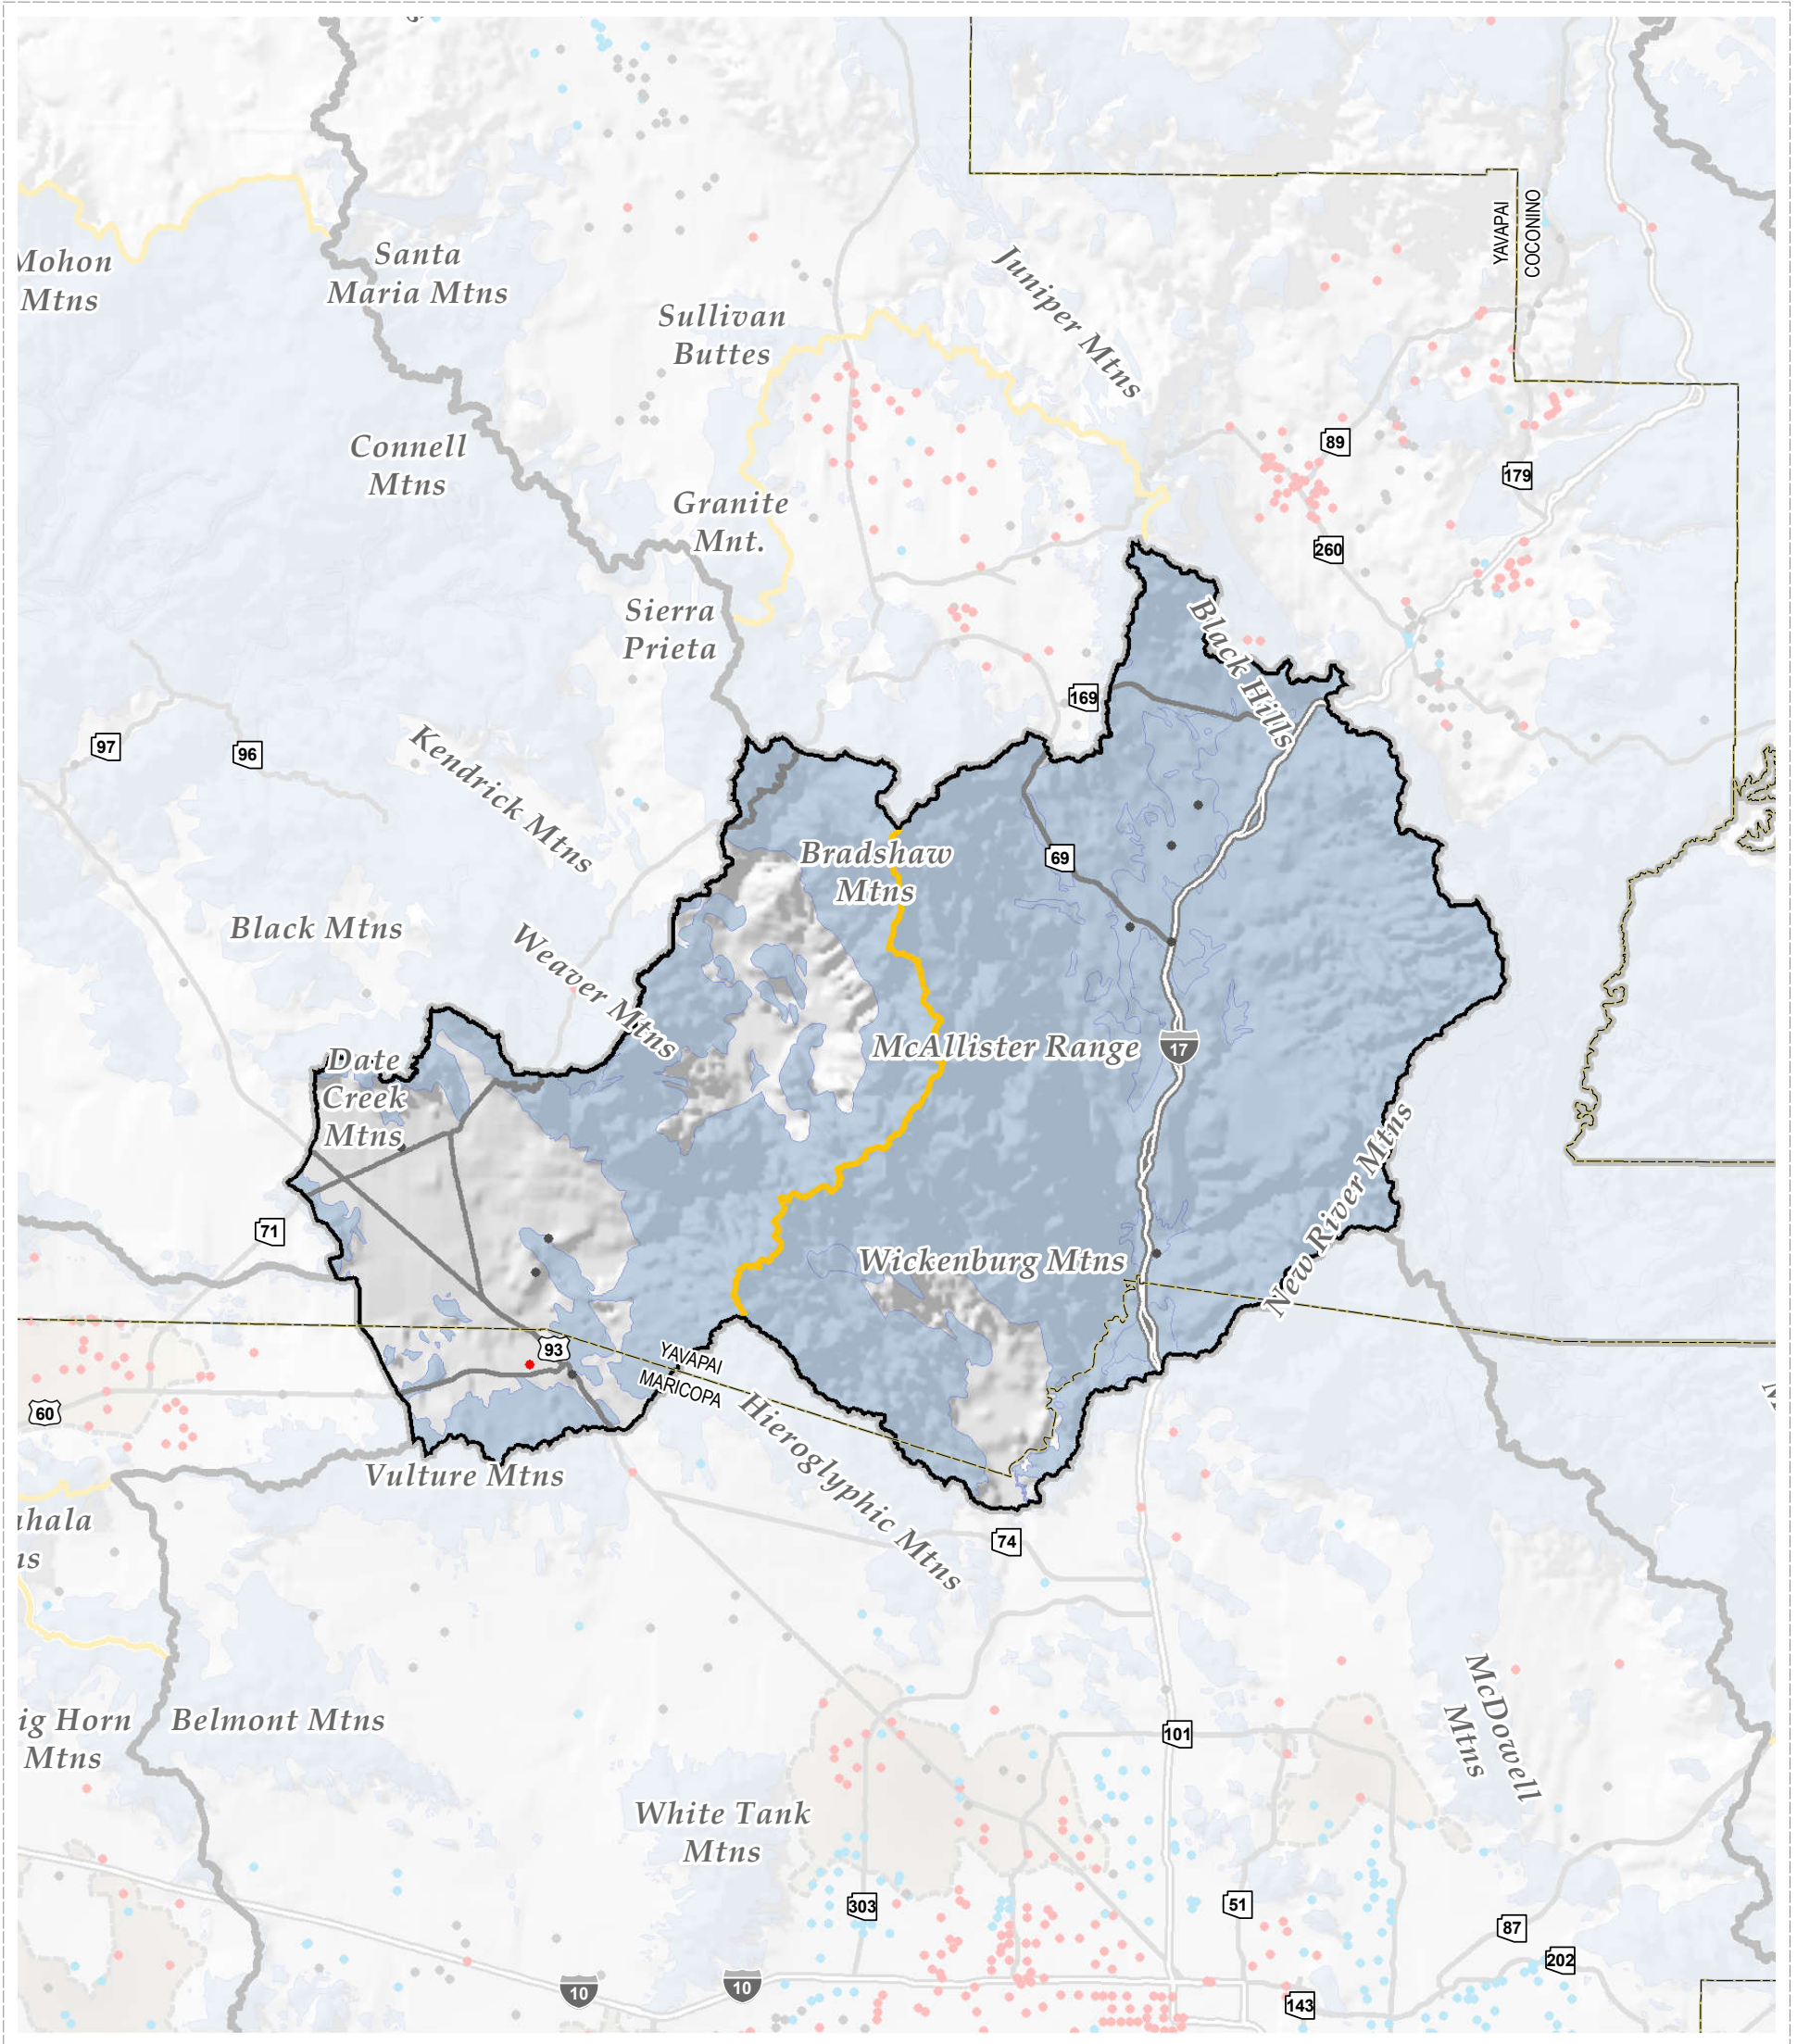 YAVAPAI
COCONINO
Mohon
Mtns
Santa
Maria Mtns
Juniper Mtns
Sullivan
Buttes
89
Connell
Mtns
179
Granite
Mnt.
260
Sierra
Prieta
Black Hills
169
97
96
Kendrick Mtns
Bradshaw
Mtns
69
Black Mtns
Weaver Mtns
McAllister Range
17
Date
Creek
Mtns
New River Mtns
71
Wickenburg Mtns
93
YAVAPAI
MARICOPA
60
Hieroglyphic Mtns
Vulture Mtns
74
McDowell
Mtns
Belmont Mtns
Mtns
101
White Tank
Mtns
303
51
87
202
10
10
143